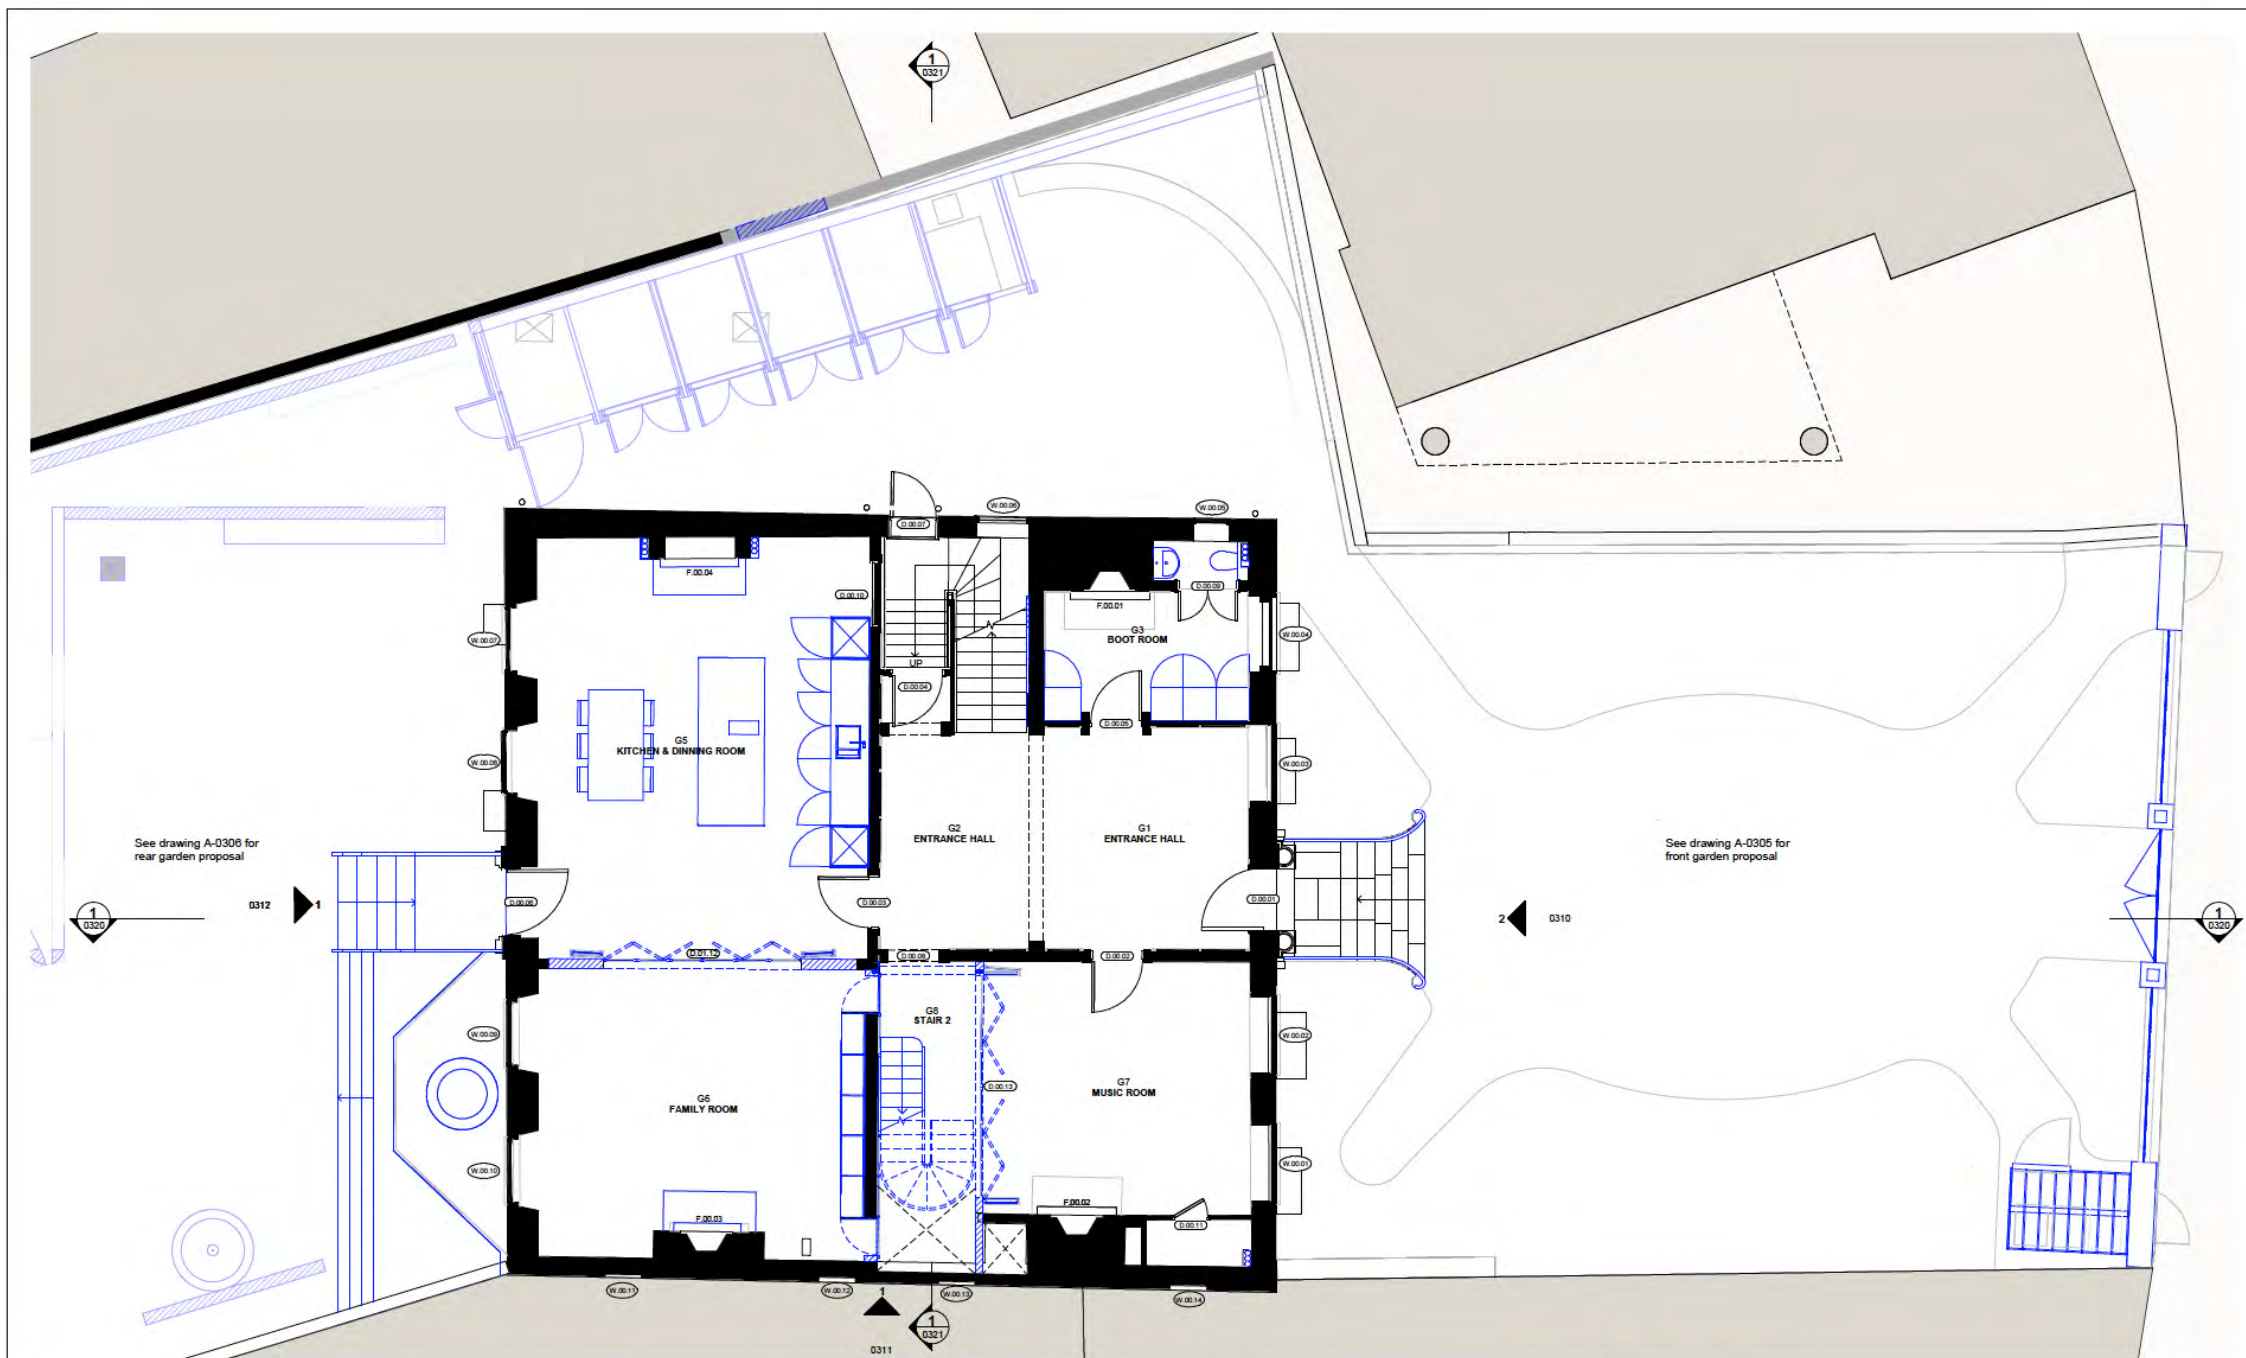 1
0321
W.00.06
W.00.05
D.00.07
F.00.04
D.00.09
D.00.10
F.00.01
G3
BOOT ROOM
W.00.07
W.00.04
UP
D.00.04
D.00.05
G5
KITCHEN & DINNING ROOM
W.00.08
W.00.03
G2
ENTRANCE HALL
G1
ENTRANCE HALL
See drawing A-0306 for
rear garden proposal
See drawing A-0305 for
front garden proposal
0312
1
D.00.06
D.00.03
D.00.01
2
0310
1
0320
1
0320
D.01.12
D.00.08
D.00.02
G8
STAIR 2
W.00.09
W.00.02
D.00.13
G7
MUSIC ROOM
G6
FAMILY ROOM
W.00.10
W.00.01
F.00.03
F.00.02
D.00.11
W.00.11
W.00.12
W.00.13
W.00.14
1
1
0321
0311